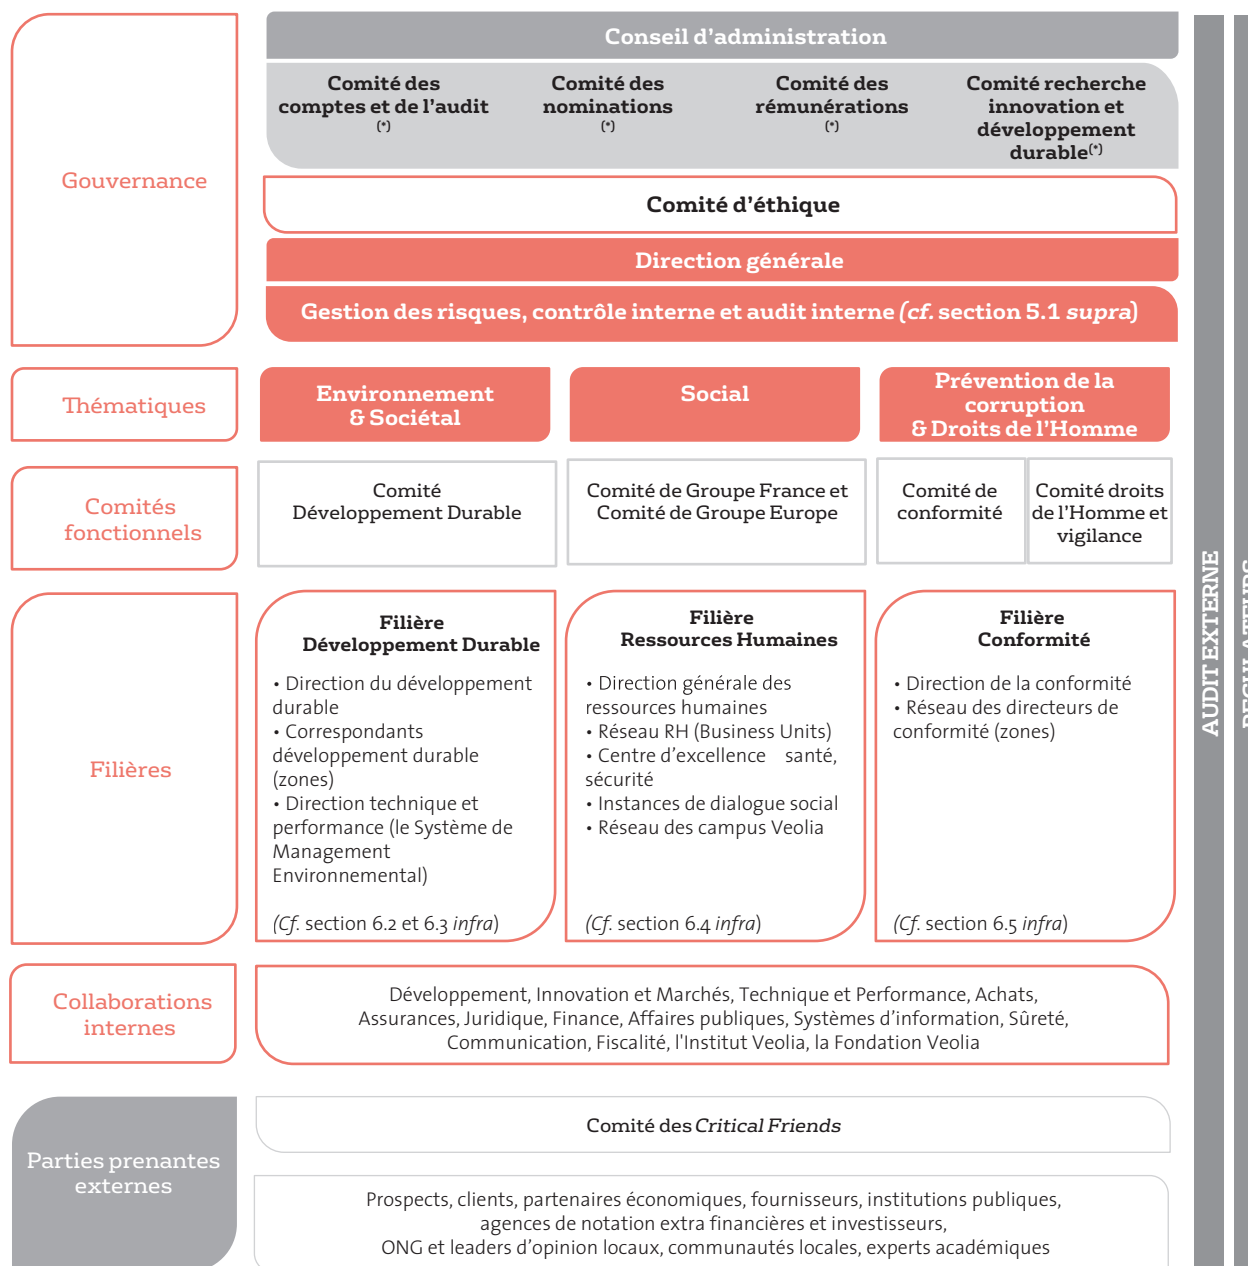 Gouvernance
Conseil d'administration
Comité des
comptes et de l'audit
(*)
Comité des
nominations
(*)
Comité des
rémunérations
(*)
Comité recherche
innovation et
développement
durable(*)
Comité d'éthique
Direction générale
Gestion des risques, contrôle interne et audit interne (cf. section 5.1 supra)
Thématiques
Environnement
& Sociétal
Social
Prévention de la
corruption
& Droits de l'Homme
Comités
fonctionnels
Comité
Développement Durable
Comité de Groupe France et
Comité de Groupe Europe
Comité de
conformité
Comité droits
de l'Homme et
vigilance
Filières
Filière
Développement Durable
• Direction du développement
durable
• Correspondants
développement durable
(zones)
• Direction technique et
performance (le Système de
Management
Environnemental)
(Cf. section 6.2 et 6.3 infra)
Filière
Ressources Humaines
• Direction générale des
ressources humaines
• Réseau RH (Business Units)
• Centre d'excellence santé,
sécurité
• Instances de dialogue social
• Réseau des campus Veolia
(Cf. section 6.4 infra)
Filière
Conformité
• Direction de la conformité
• Réseau des directeurs de
conformité (zones)
(Cf. section 6.5 infra)
Collaborations
internes
Développement, Innovation et Marchés, Technique et Performance, Achats,
Assurances, Juridique, Finance, Affaires publiques, Systèmes d'information, Sûreté,
Communication, Fiscalité, l'Institut Veolia, la Fondation Veolia
Parties prenantes
externes
Comité des Critical Friends
Prospects, clients, partenaires économiques, fournisseurs, institutions publiques,
agences de notation extra financières et investisseurs,
ONG et leaders d'opinion locaux, communautés locales, experts académiques
AUDIT EXTERNE